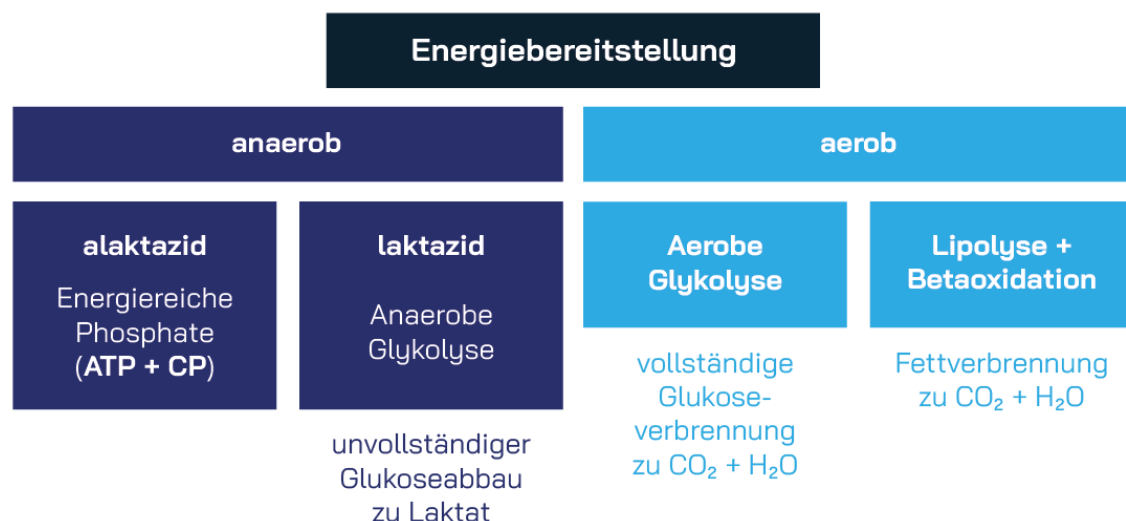 Energiebereitstellung
anaerob
aerob
alaktazid
Energiereiche
Phosphate
(ATP + CP)
laktazid
Anaerobe
Glykolyse
unvollständiger
Glukoseabbau
zu Laktat
Aerobe
Glykolyse
vollständige
Glukose-
verbrennung
zu CO₂ + H₂O
Lipolyse +
Betaoxidation
Fettverbrennung
zu CO₂ + H₂O